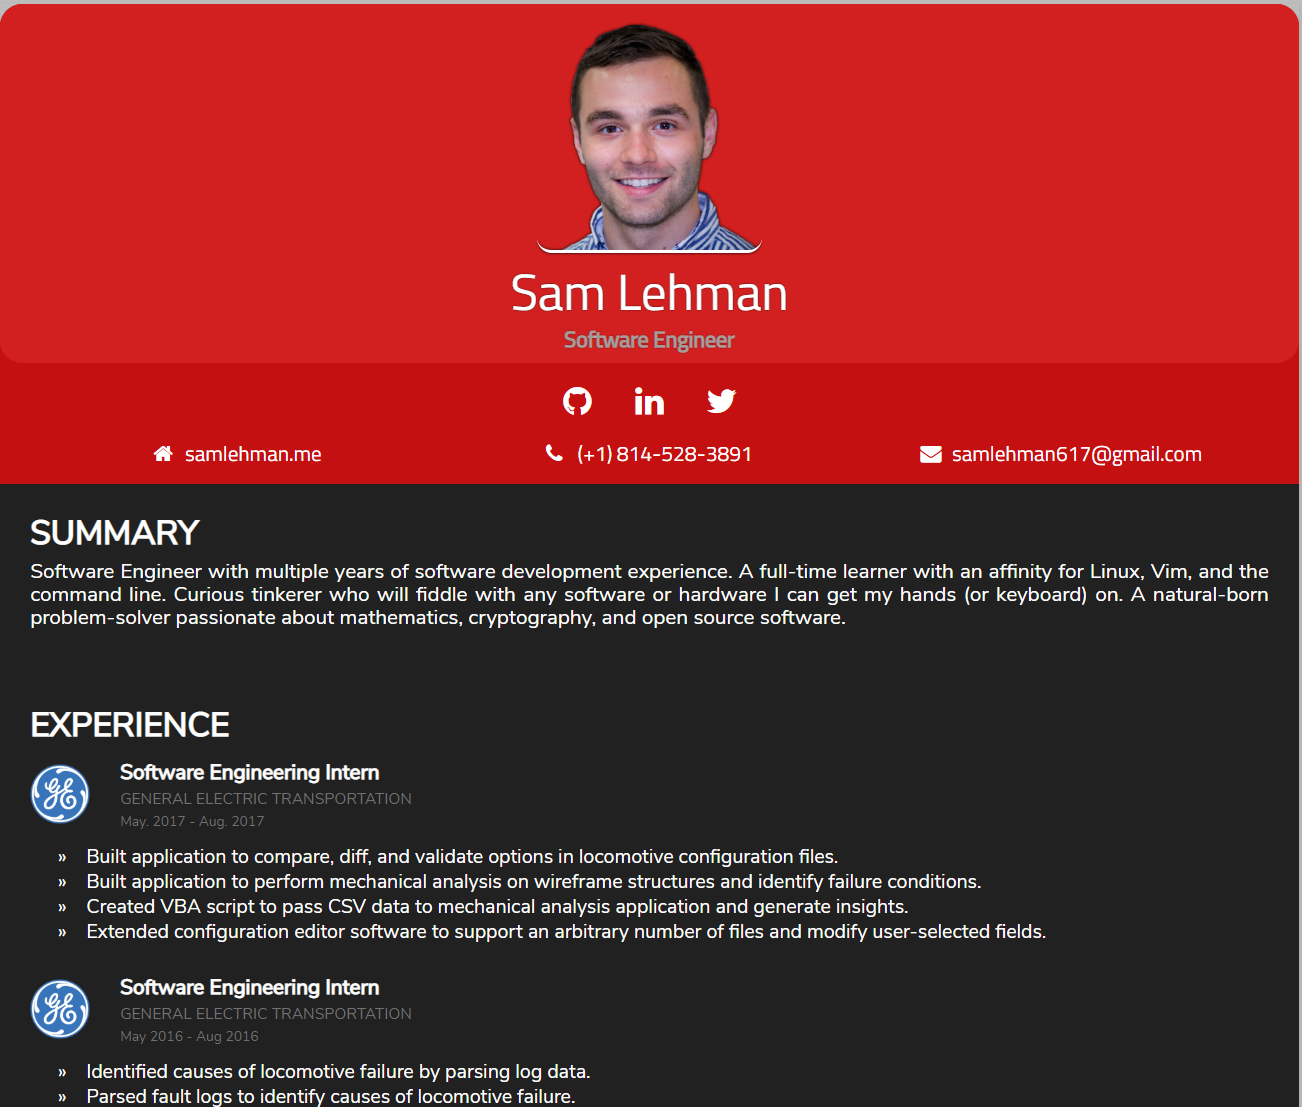 Sam Lehman
Software Engineer
samlehman.me
(+1) 814-528-3891
samlehman617@gmail.com
SUMMARY
Software Engineer with multiple years of software development experience. A full-time learner with an affinity for Linux, Vim, and the
command line. Curious tinkerer who will fiddle with any software or hardware I can get my hands (or keyboard) on. A natural-born
problem-solver passionate about mathematics, cryptography, and open source software.
EXPERIENCE
Software Engineering Intern
GENERAL ELECTRIC TRANSPORTATION
May. 2017 - Aug. 2017
» Built application to compare, diff, and validate options in locomotive configuration files.
» Built application to perform mechanical analysis on wireframe structures and identify failure conditions.
» Created VBA script to pass CSV data to mechanical analysis application and generate insights.
» Extended configuration editor software to support an arbitrary number of files and modify user-selected fields.
Software Engineering Intern
GENERAL ELECTRIC TRANSPORTATION
May 2016 - Aug 2016
» Identified causes of locomotive failure by parsing log data.
» Parsed fault logs to identify causes of locomotive failure.